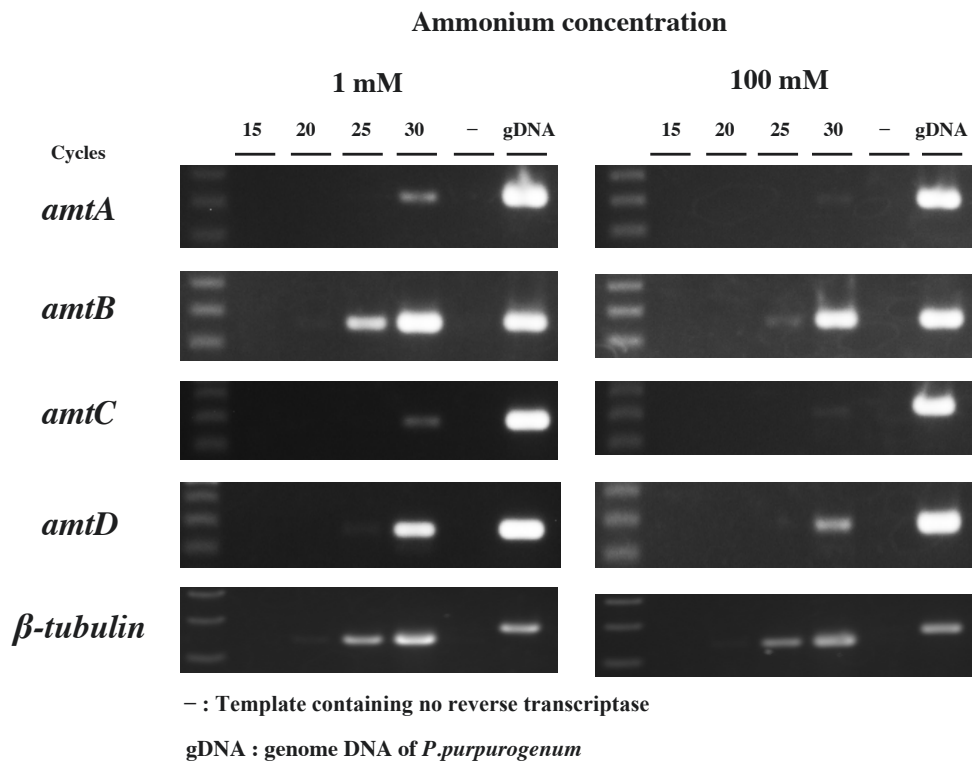 Ammonium concentration
1 mM 100 mM
Cycles 15 20 25 30 − gDNA 15 20 25 30 − gDNA
amtA
amtB
amtC
amtD
β-tubulin
− : Template containing no reverse transcriptase
gDNA : genome DNA of P.purpurogenum